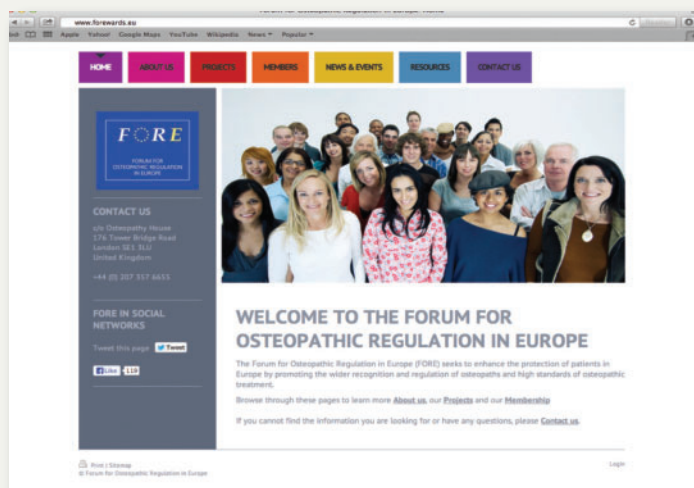 www.forewards.eu
Apple Yahoo! Google Maps YouTube Wikipedia News Popular
HOME
ABOUT US
PROJECTS
MEMBERS
NEWS & EVENTS
RESOURCES
CONTACT US
FORE
FORUM FOR
OSTEOPATHIC REGULATION
IN EUROPE
CONTACT US
c/o Osteopathy House
176 Tower Bridge Road
London SE1 3LU
United Kingdom
+44 (0) 207 357 6655
FORE IN SOCIAL
NETWORKS
Tweet this page Tweet
Like 119
WELCOME TO THE FORUM FOR
OSTEOPATHIC REGULATION IN EUROPE
The Forum for Osteopathic Regulation in Europe (FORE) seeks to enhance the protection of patients in
Europe by promoting the wider recognition and regulation of osteopaths and high standards of osteopathic
treatment.
Browse through these pages to learn more About us, our Projects and our Membership
If you cannot find the information you are looking for or have any questions, please Contact us.
Print | Sitemap
Login
© Forum for Osteopathic Regulation in Europe